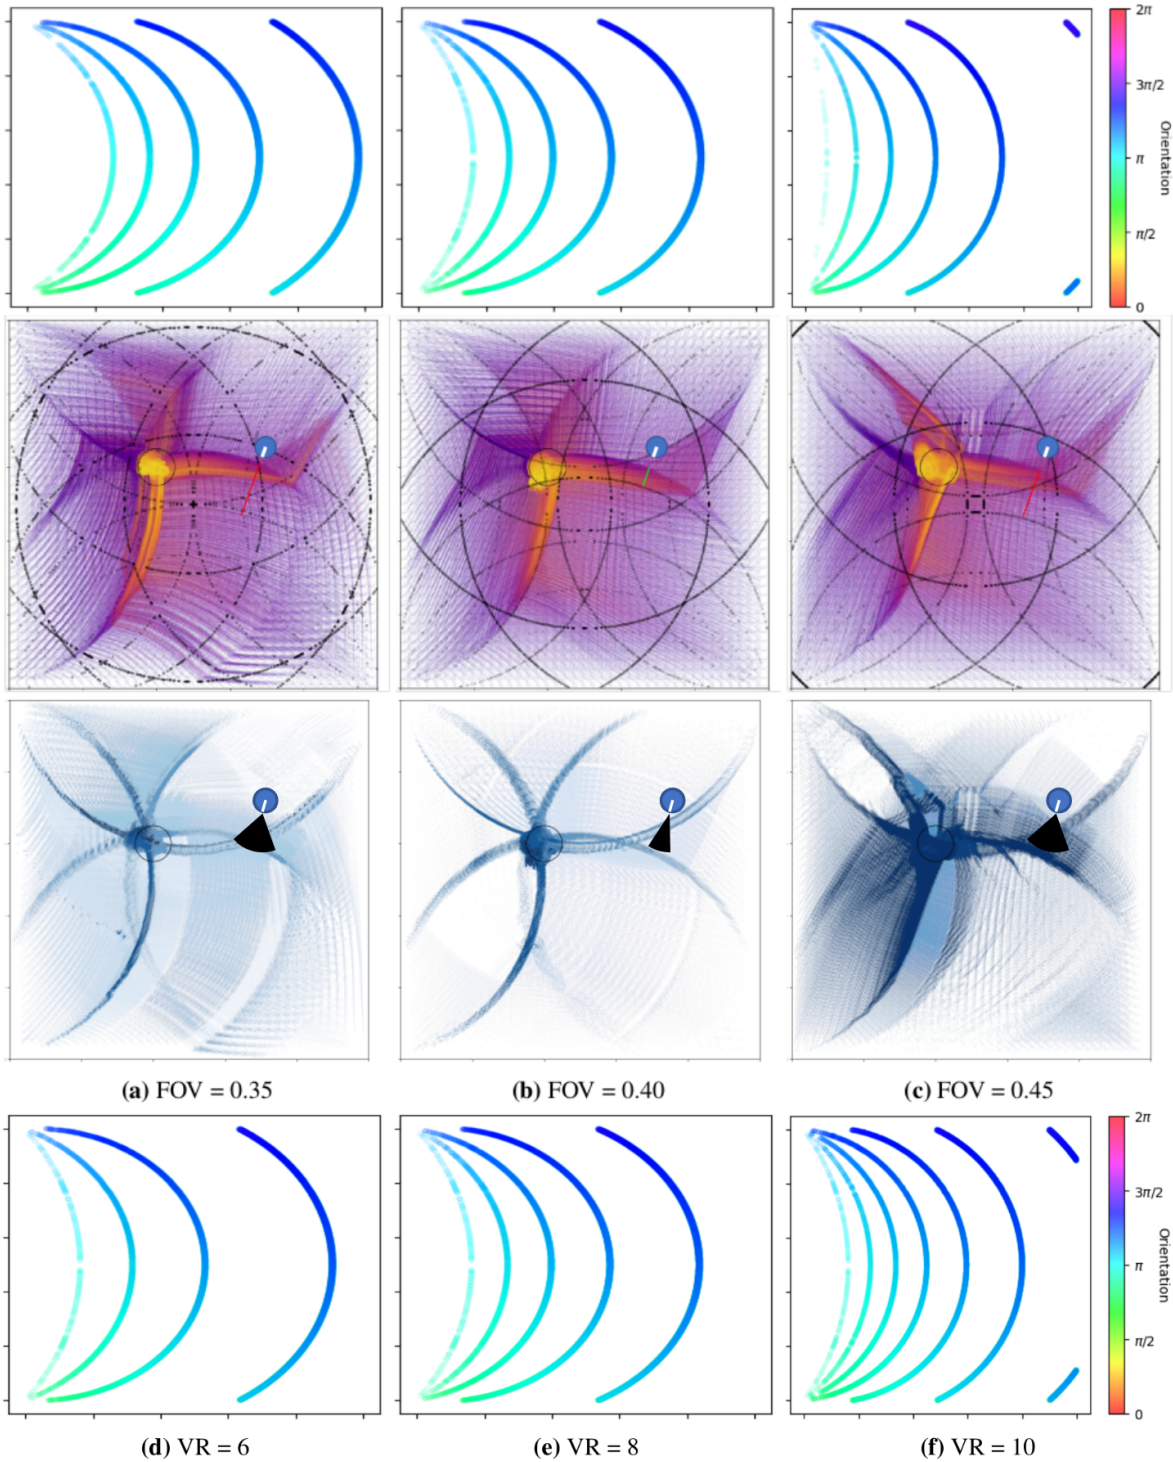 2π
3π/2
π
π/2
0
Orientation
(a) FOV = 0.35
(b) FOV = 0.40
(c) FOV = 0.45
2π
3π/2
π
π/2
0
Orientation
(d) VR = 6
(e) VR = 8
(f) VR = 10